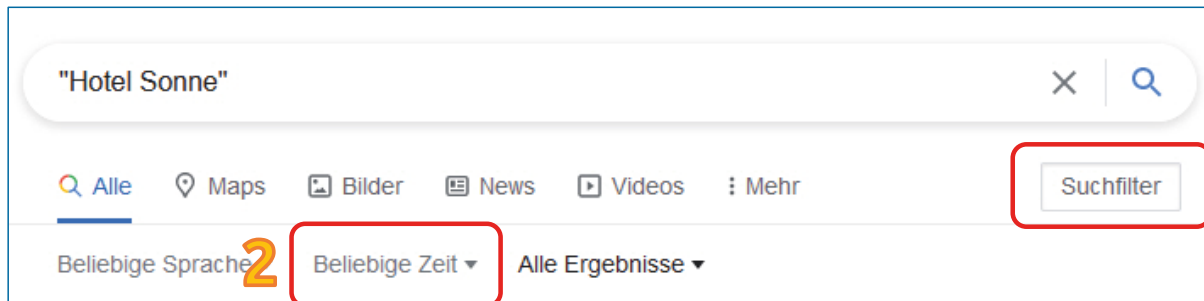 "Hotel Sonne"
Alle Maps Bilder News Videos Mehr Suchfilter
Beliebige Sprache 2 Beliebige Zeit Alle Ergebnisse